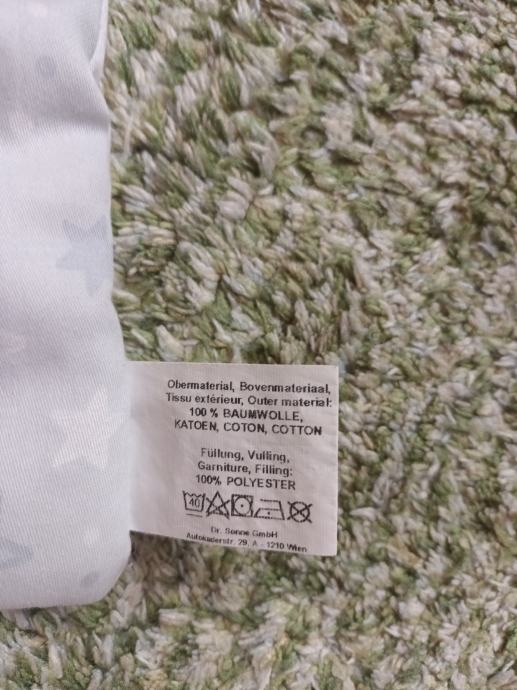 Obermaterial, Bovenmateriaal,
Tissu extérieur, Outer material:
100 % BAUMWOLLE,
KATOEN, COTON, COTTON
Füllung, Vulling,
Garniture, Filling:
100% POLYESTER
40
Dr. Sonne GmbH
Autokaderstr. 29, A - 1210 Wien